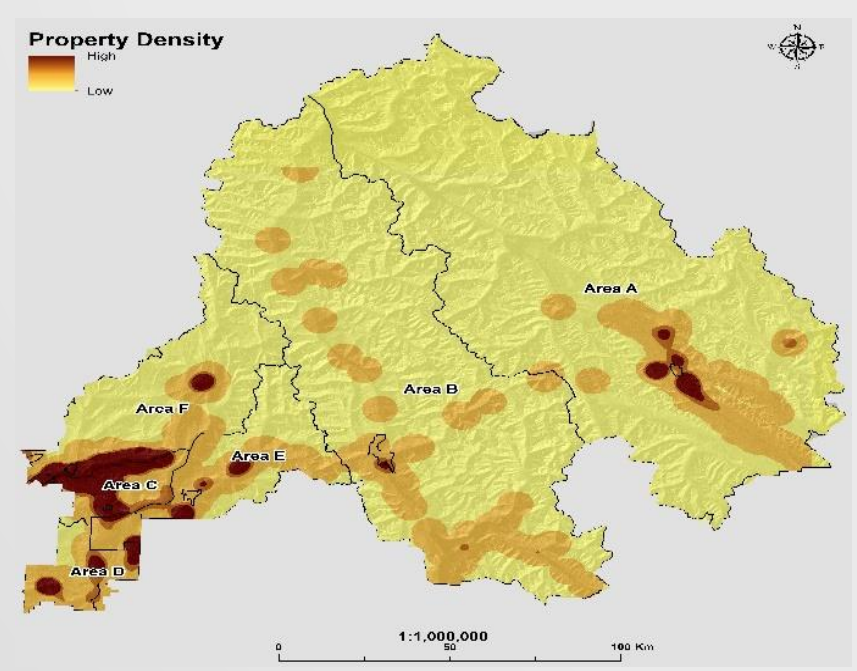 Property Density
High
Low
N
W
E
S
Area A
Area B
Area F
Area E
Area C
Area D
1:1,000,000
0 50 100 Km